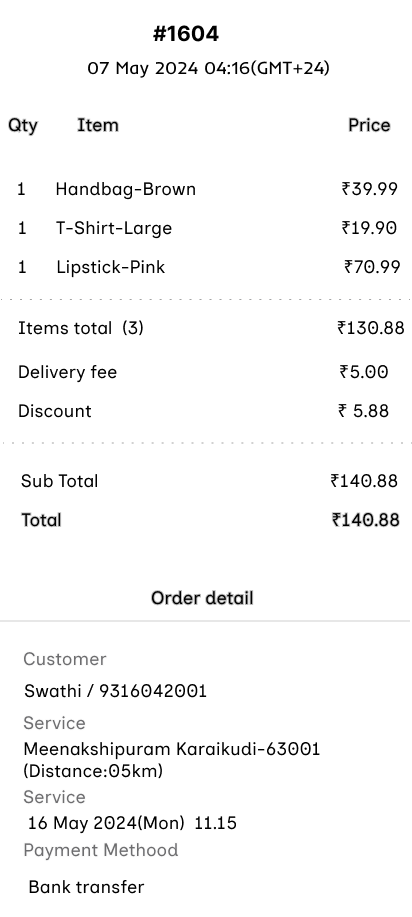 #1604
07 May 2024 04:16(GMT+24)
Qty Item Price
1 Handbag-Brown ₹39.99
1 T-Shirt-Large ₹19.90
1 Lipstick-Pink ₹70.99
Items total (3) ₹130.88
Delivery fee ₹5.00
Discount ₹ 5.88
Sub Total ₹140.88
Total ₹140.88
Order detail
Customer
Swathi / 9316042001
Service
Meenakshipuram Karaikudi-63001
(Distance:05km)
Service
16 May 2024(Mon) 11.15
Payment Methood
Bank transfer